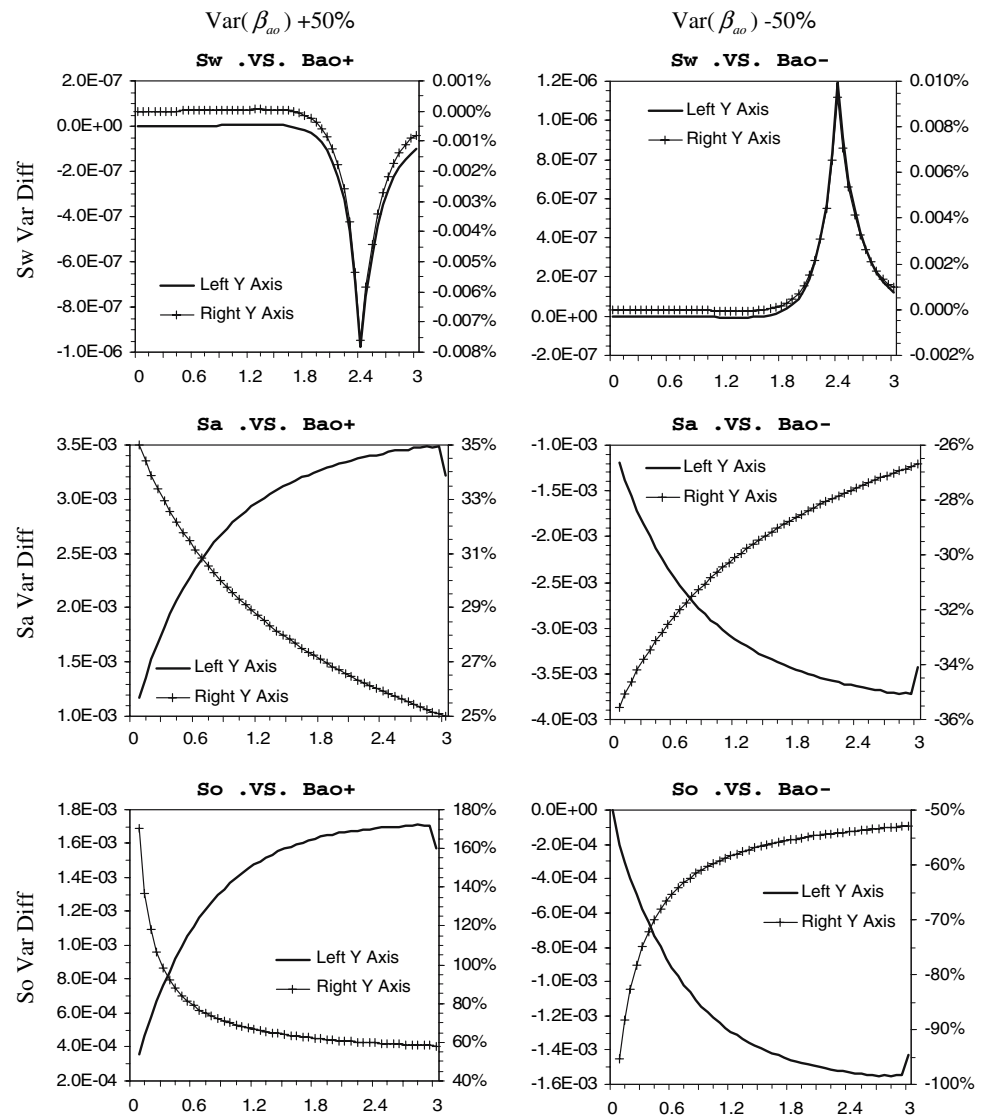 Var(β_ao) +50%
Var(β_ao) -50%
Sw .VS. Bao+
Sw Var Diff
2.0E-07
0.0E+00
-2.0E-07
-4.0E-07
-6.0E-07
-8.0E-07
-1.0E-06
0.001%
0.000%
-0.001%
-0.002%
-0.003%
-0.004%
-0.005%
-0.006%
-0.007%
-0.008%
Left Y Axis
Right Y Axis
0 0.6 1.2 1.8 2.4 3
Sw .VS. Bao-
1.2E-06
1.0E-06
8.0E-07
6.0E-07
4.0E-07
2.0E-07
0.0E+00
-2.0E-07
0.010%
0.008%
0.006%
0.004%
0.002%
0.000%
-0.002%
Left Y Axis
Right Y Axis
0 0.6 1.2 1.8 2.4 3
Sa .VS. Bao+
Sa Var Diff
3.5E-03
3.0E-03
2.5E-03
2.0E-03
1.5E-03
1.0E-03
35%
33%
31%
29%
27%
25%
Left Y Axis
Right Y Axis
0 0.6 1.2 1.8 2.4 3
Sa .VS. Bao-
-1.0E-03
-1.5E-03
-2.0E-03
-2.5E-03
-3.0E-03
-3.5E-03
-4.0E-03
-26%
-28%
-30%
-32%
-34%
-36%
Left Y Axis
Right Y Axis
0 0.6 1.2 1.8 2.4 3
So .VS. Bao+
So Var Diff
1.8E-03
1.6E-03
1.4E-03
1.2E-03
1.0E-03
8.0E-04
6.0E-04
4.0E-04
2.0E-04
180%
160%
140%
120%
100%
80%
60%
40%
Left Y Axis
Right Y Axis
0 0.6 1.2 1.8 2.4 3
So .VS. Bao-
0.0E+00
-2.0E-04
-4.0E-04
-6.0E-04
-8.0E-04
-1.0E-03
-1.2E-03
-1.4E-03
-1.6E-03
-50%
-60%
-70%
-80%
-90%
-100%
Left Y Axis
Right Y Axis
0 0.6 1.2 1.8 2.4 3